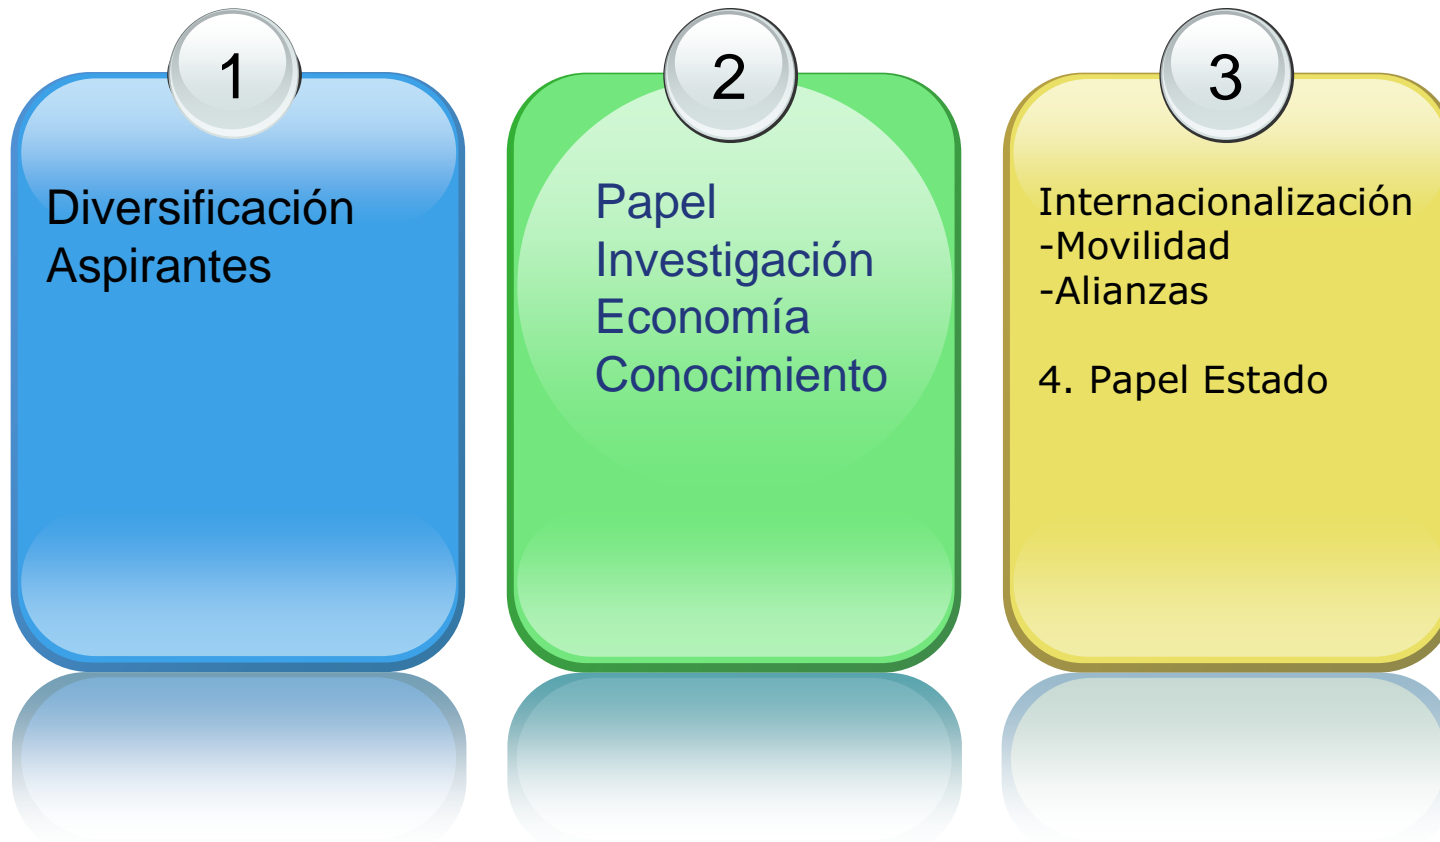 1
Diversificación
Aspirantes
2
Papel
Investigación
Economía
Conocimiento
3
Internacionalización
-Movilidad
-Alianzas
4. Papel Estado